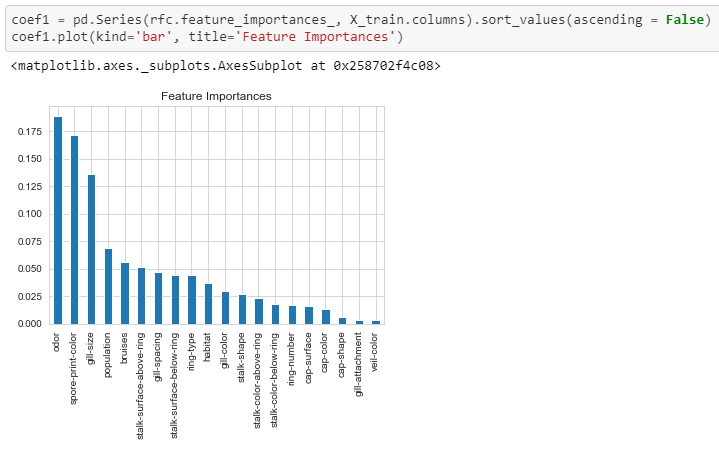 coef1 = pd.Series(rfc.feature_importances_, X_train.columns).sort_values(ascending = False)
coef1.plot(kind='bar', title='Feature Importances')
<matplotlib.axes._subplots.AxesSubplot at 0x258702f4c08>
Feature Importances
0.175
0.150
0.125
0.100
0.075
0.050
0.025
0.000
odor
spore-print-color
gill-size
population
bruises
stalk-surface-above-ring
gill-spacing
stalk-surface-below-ring
ring-type
habitat
gill-color
stalk-shape
stalk-color-above-ring
stalk-color-below-ring
ring-number
cap-surface
cap-color
cap-shape
gill-attachment
veil-color